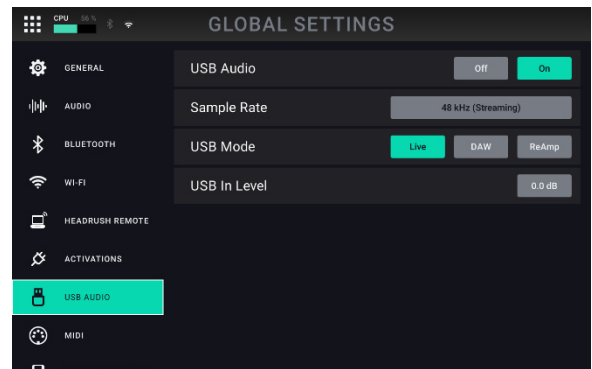 CPU 56 %
GLOBAL SETTINGS
GENERAL
AUDIO
BLUETOOTH
WI-FI
HEADRUSH REMOTE
ACTIVATIONS
USB AUDIO
MIDI
USB Audio Off On
Sample Rate 48 kHz (Streaming)
USB Mode Live DAW ReAmp
USB In Level 0.0 dB